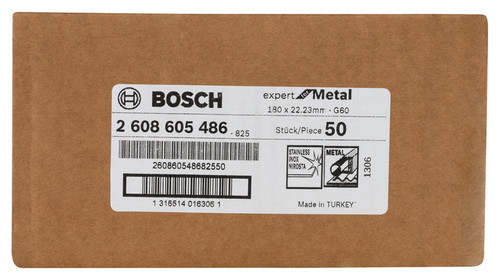 BOSCH
expert for Metal
180 x 22.23mm - G60
2 608 605 486 - 825
Stück/Piece 50
260860548682550
STAINLESS
INOX
NIROSTA
METAL
1306
1 316514 016306 1
Made in TURKEY